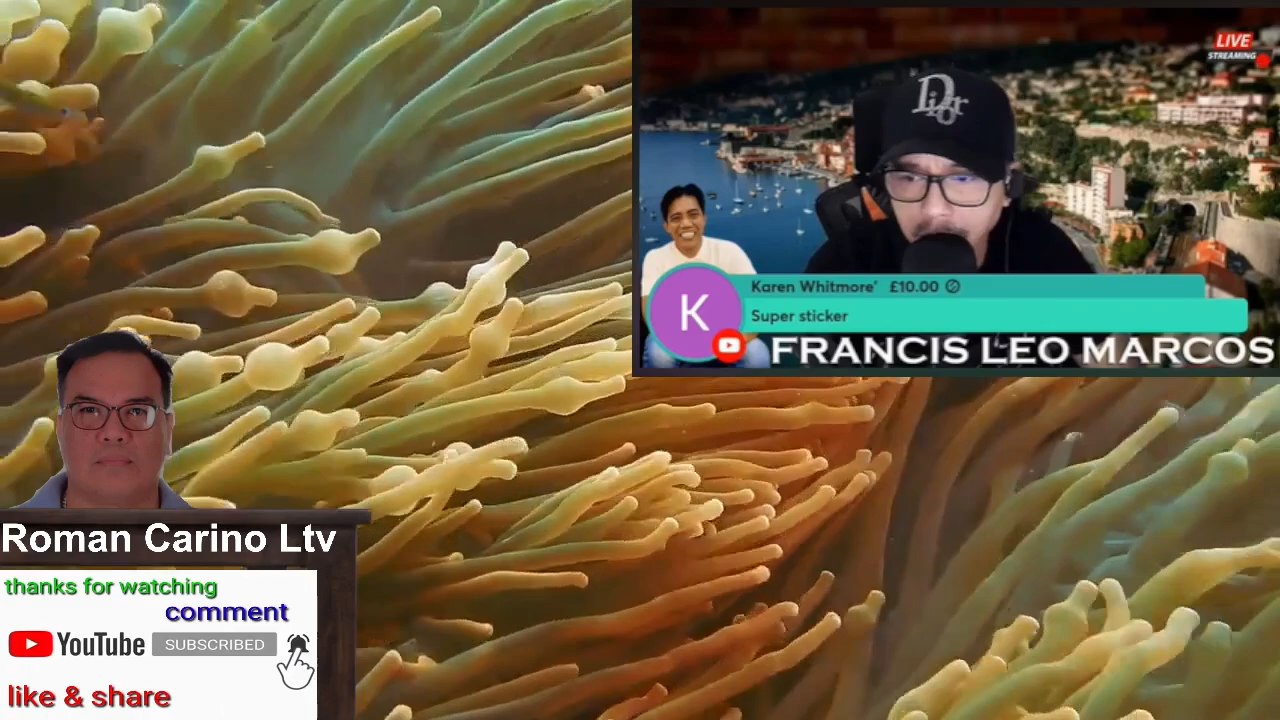 LIVE
STREAMING
Dior
Karen Whitmore' £10.00
K
Super sticker
FRANCIS LEO MARCOS
Roman Carino Ltv
thanks for watching
comment
YouTube SUBSCRIBED
like & share